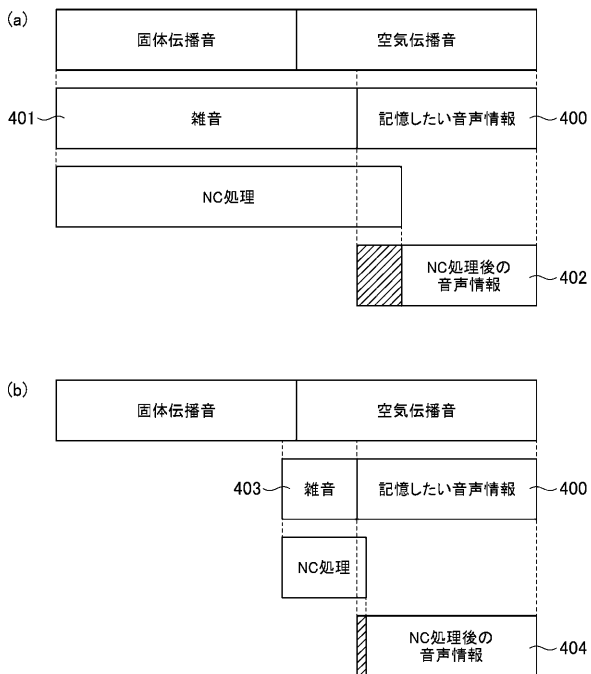 (a)
固体伝播音 空気伝播音
401 雑音 記憶したい音声情報 400
NC処理
NC処理後の
音声情報
402
(b)
固体伝播音 空気伝播音
403 雑音 記憶したい音声情報 400
NC処理
NC処理後の
音声情報
404